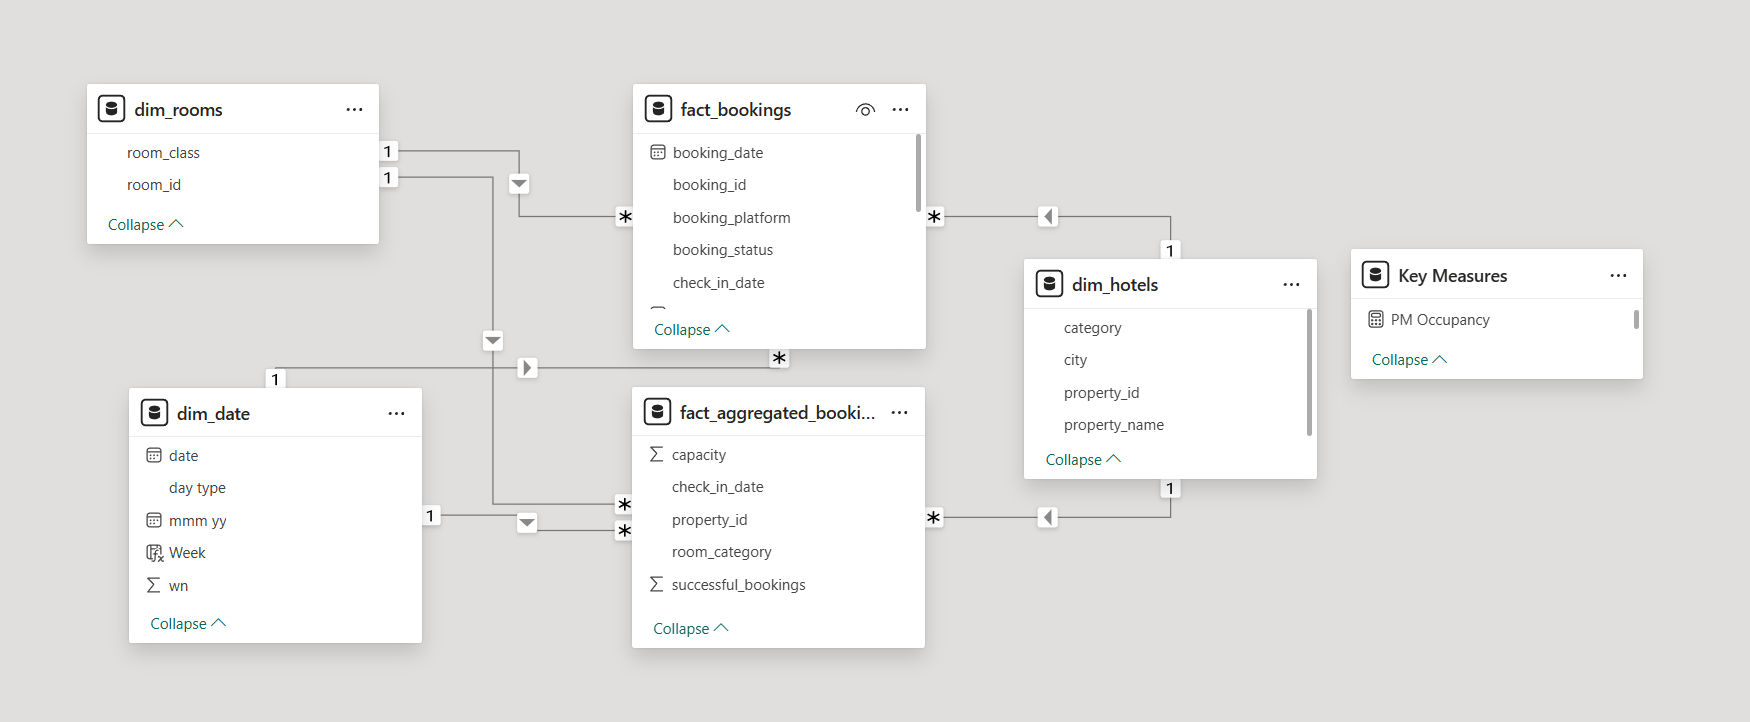 dim_rooms
room_class
room_id
Collapse
1
1
fact_bookings
booking_date
booking_id
booking_platform
booking_status
check_in_date
Collapse
*
*
*
1
dim_hotels
category
city
property_id
property_name
Collapse
1
Key Measures
PM Occupancy
Collapse
1
dim_date
date
day type
mmm yy
Week
wn
Collapse
1
fact_aggregated_booki...
capacity
check_in_date
property_id
room_category
successful_bookings
Collapse
*
*
*